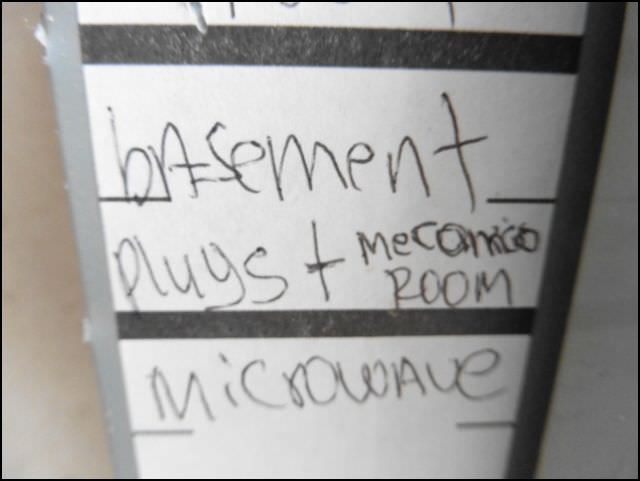 bAsement
plugs + mecanico
ROOM
MicrowAve